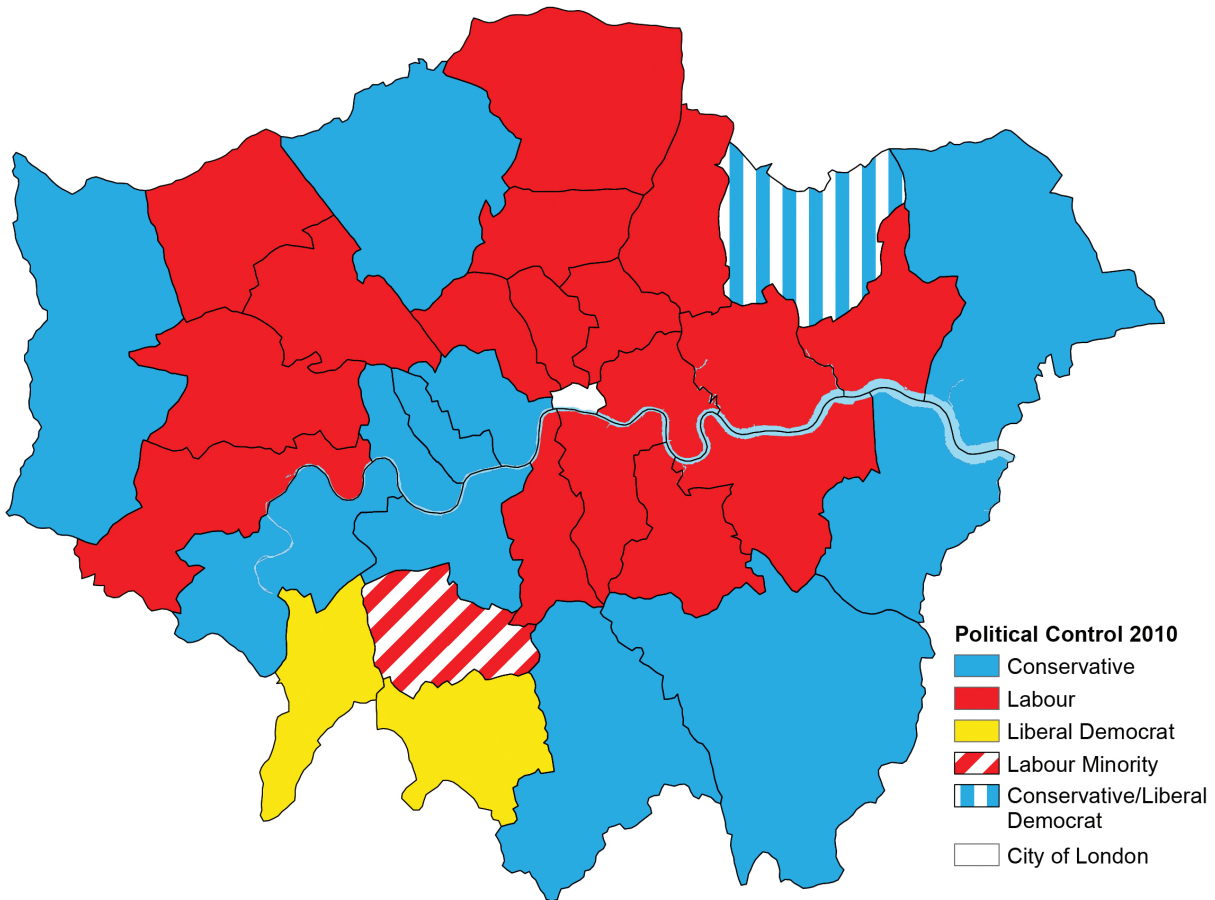 Political Control 2010
Conservative
Labour
Liberal Democrat
Labour Minority
Conservative/Liberal
Democrat
City of London